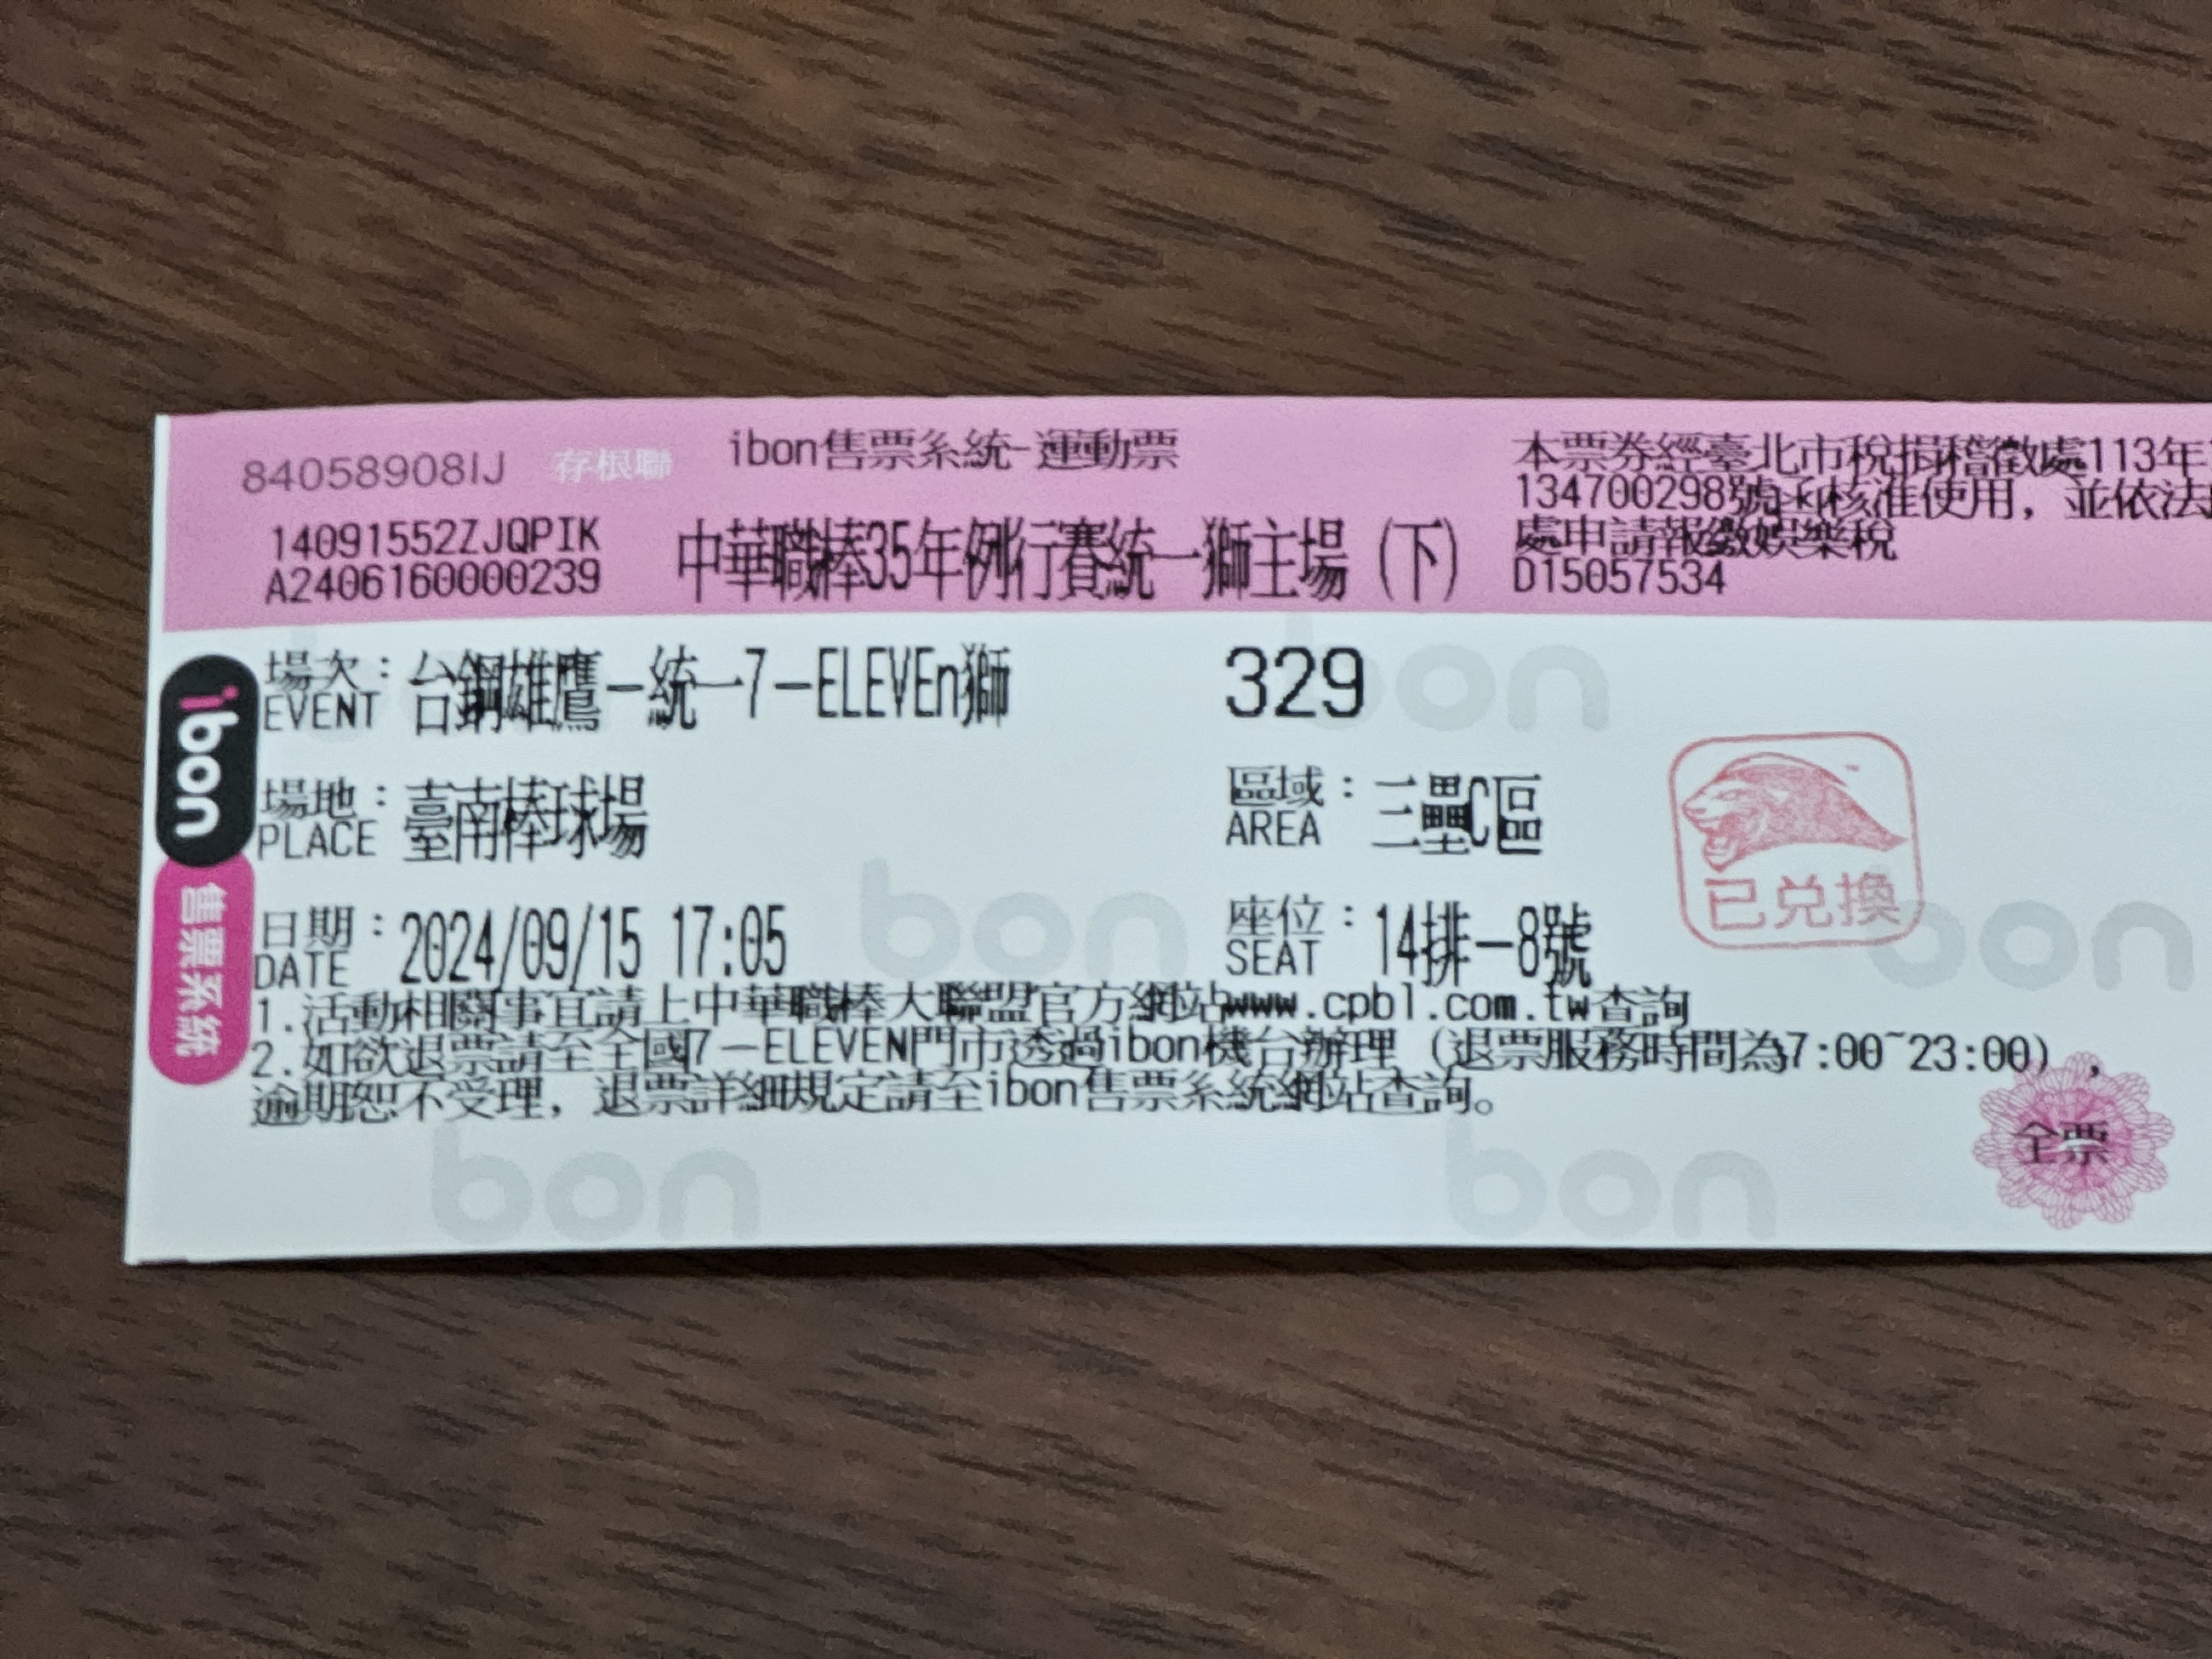 84058908IJ 存根聯 ibon售票系統-運動票
14091552ZJQPIK
A2406160000239
中華職棒35年例行賽統一獅主場（下）
本票券經臺北市稅捐稽徵處113年
134700298號 核准使用，並依法
處申請報繳娛樂稅
D15057534
ibon
售票系統
場次：台鋼雄鷹－統一7－ELEVEn獅 329
EVENT
場地：臺南棒球場
PLACE
區域：三壘C區
AREA
日期：2024/09/15 17:05
DATE
座位：14排－8號
SEAT
已兌換
1.活動相關事宜請上中華職棒大聯盟官方網站www.cpbl.com.tw查詢
2.如欲退票請至全國7－ELEVEN門市透過ibon機台辦理（退票服務時間為7:00~23:00），
逾期恕不受理，退票詳細規定請至ibon售票系統網站查詢。
全票